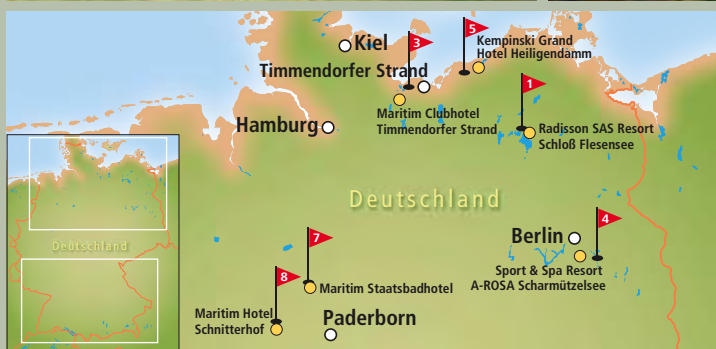 5
Kiel
3
Kempinski Grand
Hotel Heiligendamm
Timmendorfer Strand
1
Maritim Clubhotel
Timmendorfer Strand
Hamburg
Radisson SAS Resort
Schloß Flesensee
Deutschland
4
Berlin
7
Sport & Spa Resort
A-ROSA Scharmützelsee
Deutschland
8
Maritim Staatsbadhotel
Maritim Hotel
Schnitterhof
Paderborn